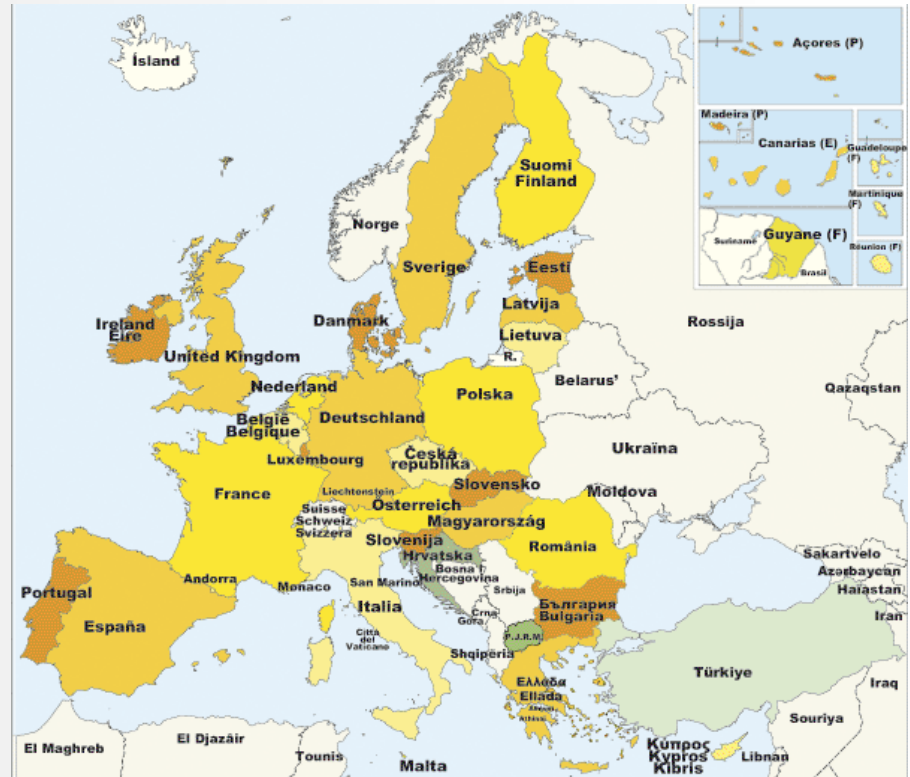 Ísland
Açores (P)
Madeira (P)
Canarias (E)
Guadeloupe
(F)
Martinique
(F)
Guyane (F)
Suriname
Brasil
Réunion (F)
Suomi
Finland
Norge
Sverige
Eesti
Latvija
Lietuva
R.
Rossija
Danmark
Ireland
Eire
United Kingdom
Nederland
Belarus'
Qazaqstan
Polska
Deutschland
België
Belgique
Luxembourg
Česká
republika
Ukraïna
Slovensko
Moldova
France
Liechtenstein
Österreich
Suisse
Schweiz
Svizzera
Magyarország
România
Slovenija
Hrvatska
Bosna i
Hercegovina
Srbija
Crna
Gora
Sakartvelo
Azərbaycan
Haïastan
Iran
Andorra
Monaco
San Marino
Portugal
España
Italia
Città
del
Vaticano
България
Bulgaria
P.J.R.M.
Shqipëria
Türkiye
Ελλάδα
Ellada
Athinai
Iraq
Souriya
El Maghreb
El Djazâir
Tounis
Malta
Κύπρος
Kypros
Kibris
Libnan